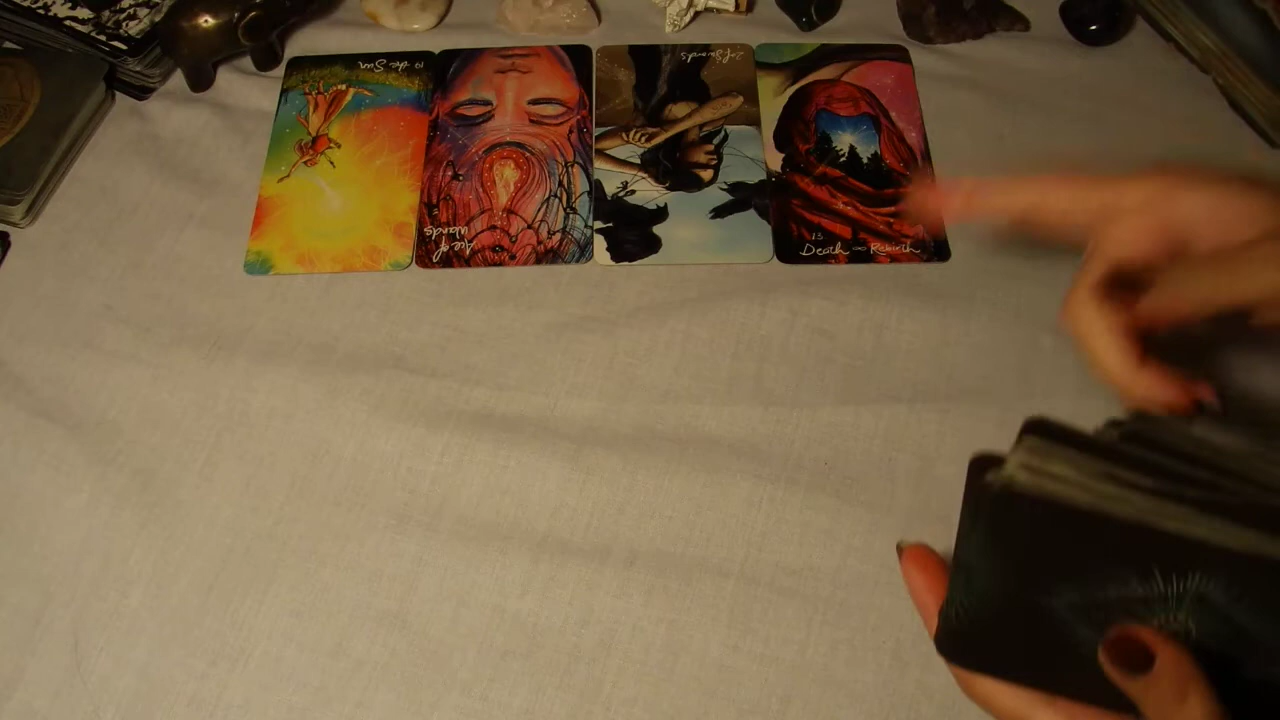 19 the Sun
Ace of
Wands
2 of Swords
13
Death ∞ Rebirth